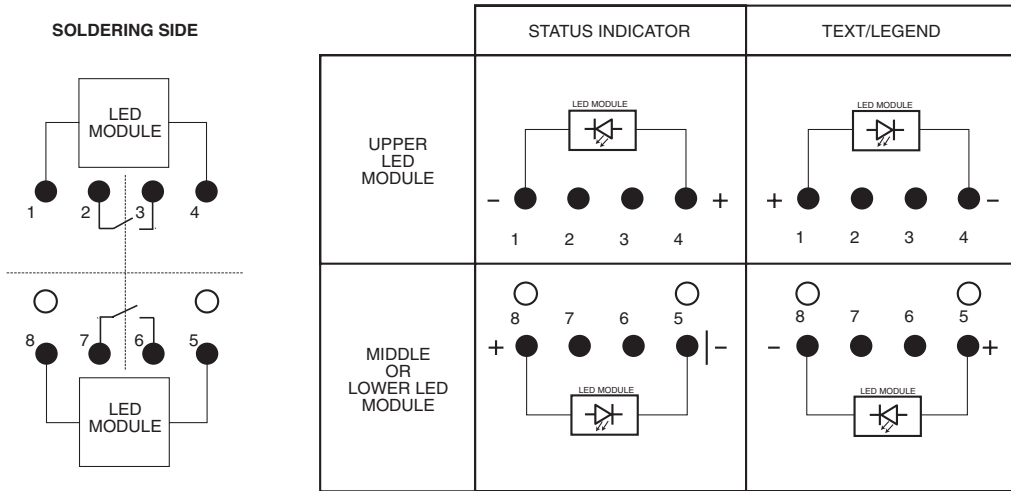 SOLDERING SIDE
LED
MODULE
1 2 3 4
8 7 6 5
LED
MODULE
STATUS INDICATOR TEXT/LEGEND
UPPER
LED
MODULE
LED MODULE LED MODULE
- + + -
1 2 3 4 1 2 3 4
MIDDLE
OR
LOWER LED
MODULE
8 7 6 5 8 7 6 5
+ |- - +
LED MODULE LED MODULE